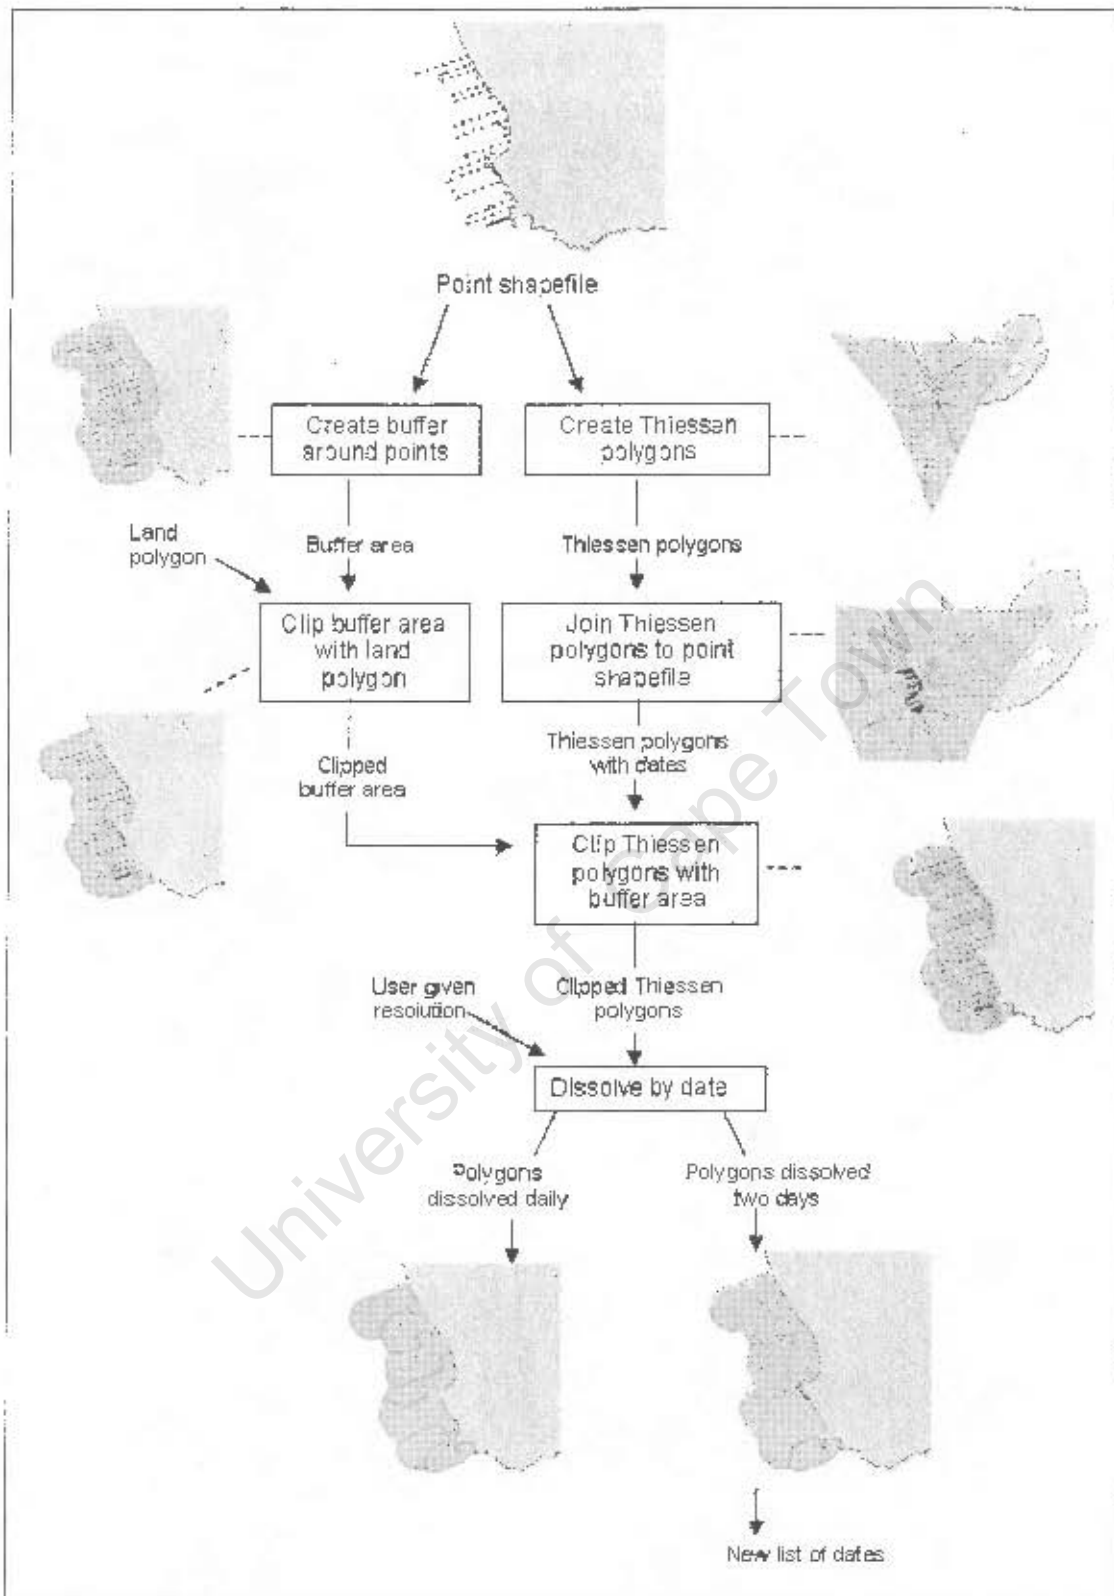 Point shapefile
Create buffer
around points
Create Thiessen
polygons
Land
polygon
Buffer area
Thiessen polygons
Clip buffer area
with land
polygon
Join Thiessen
polygons to point
shapefile
Clipped
buffer area
Thiessen polygons
with dates
Clip Thiessen
polygons with
buffer area
User given
resolution
Clipped Thiessen
polygons
Dissolve by date
Polygons
dissolved daily
Polygons dissolved
two days
New list of dates
University of Cape Town